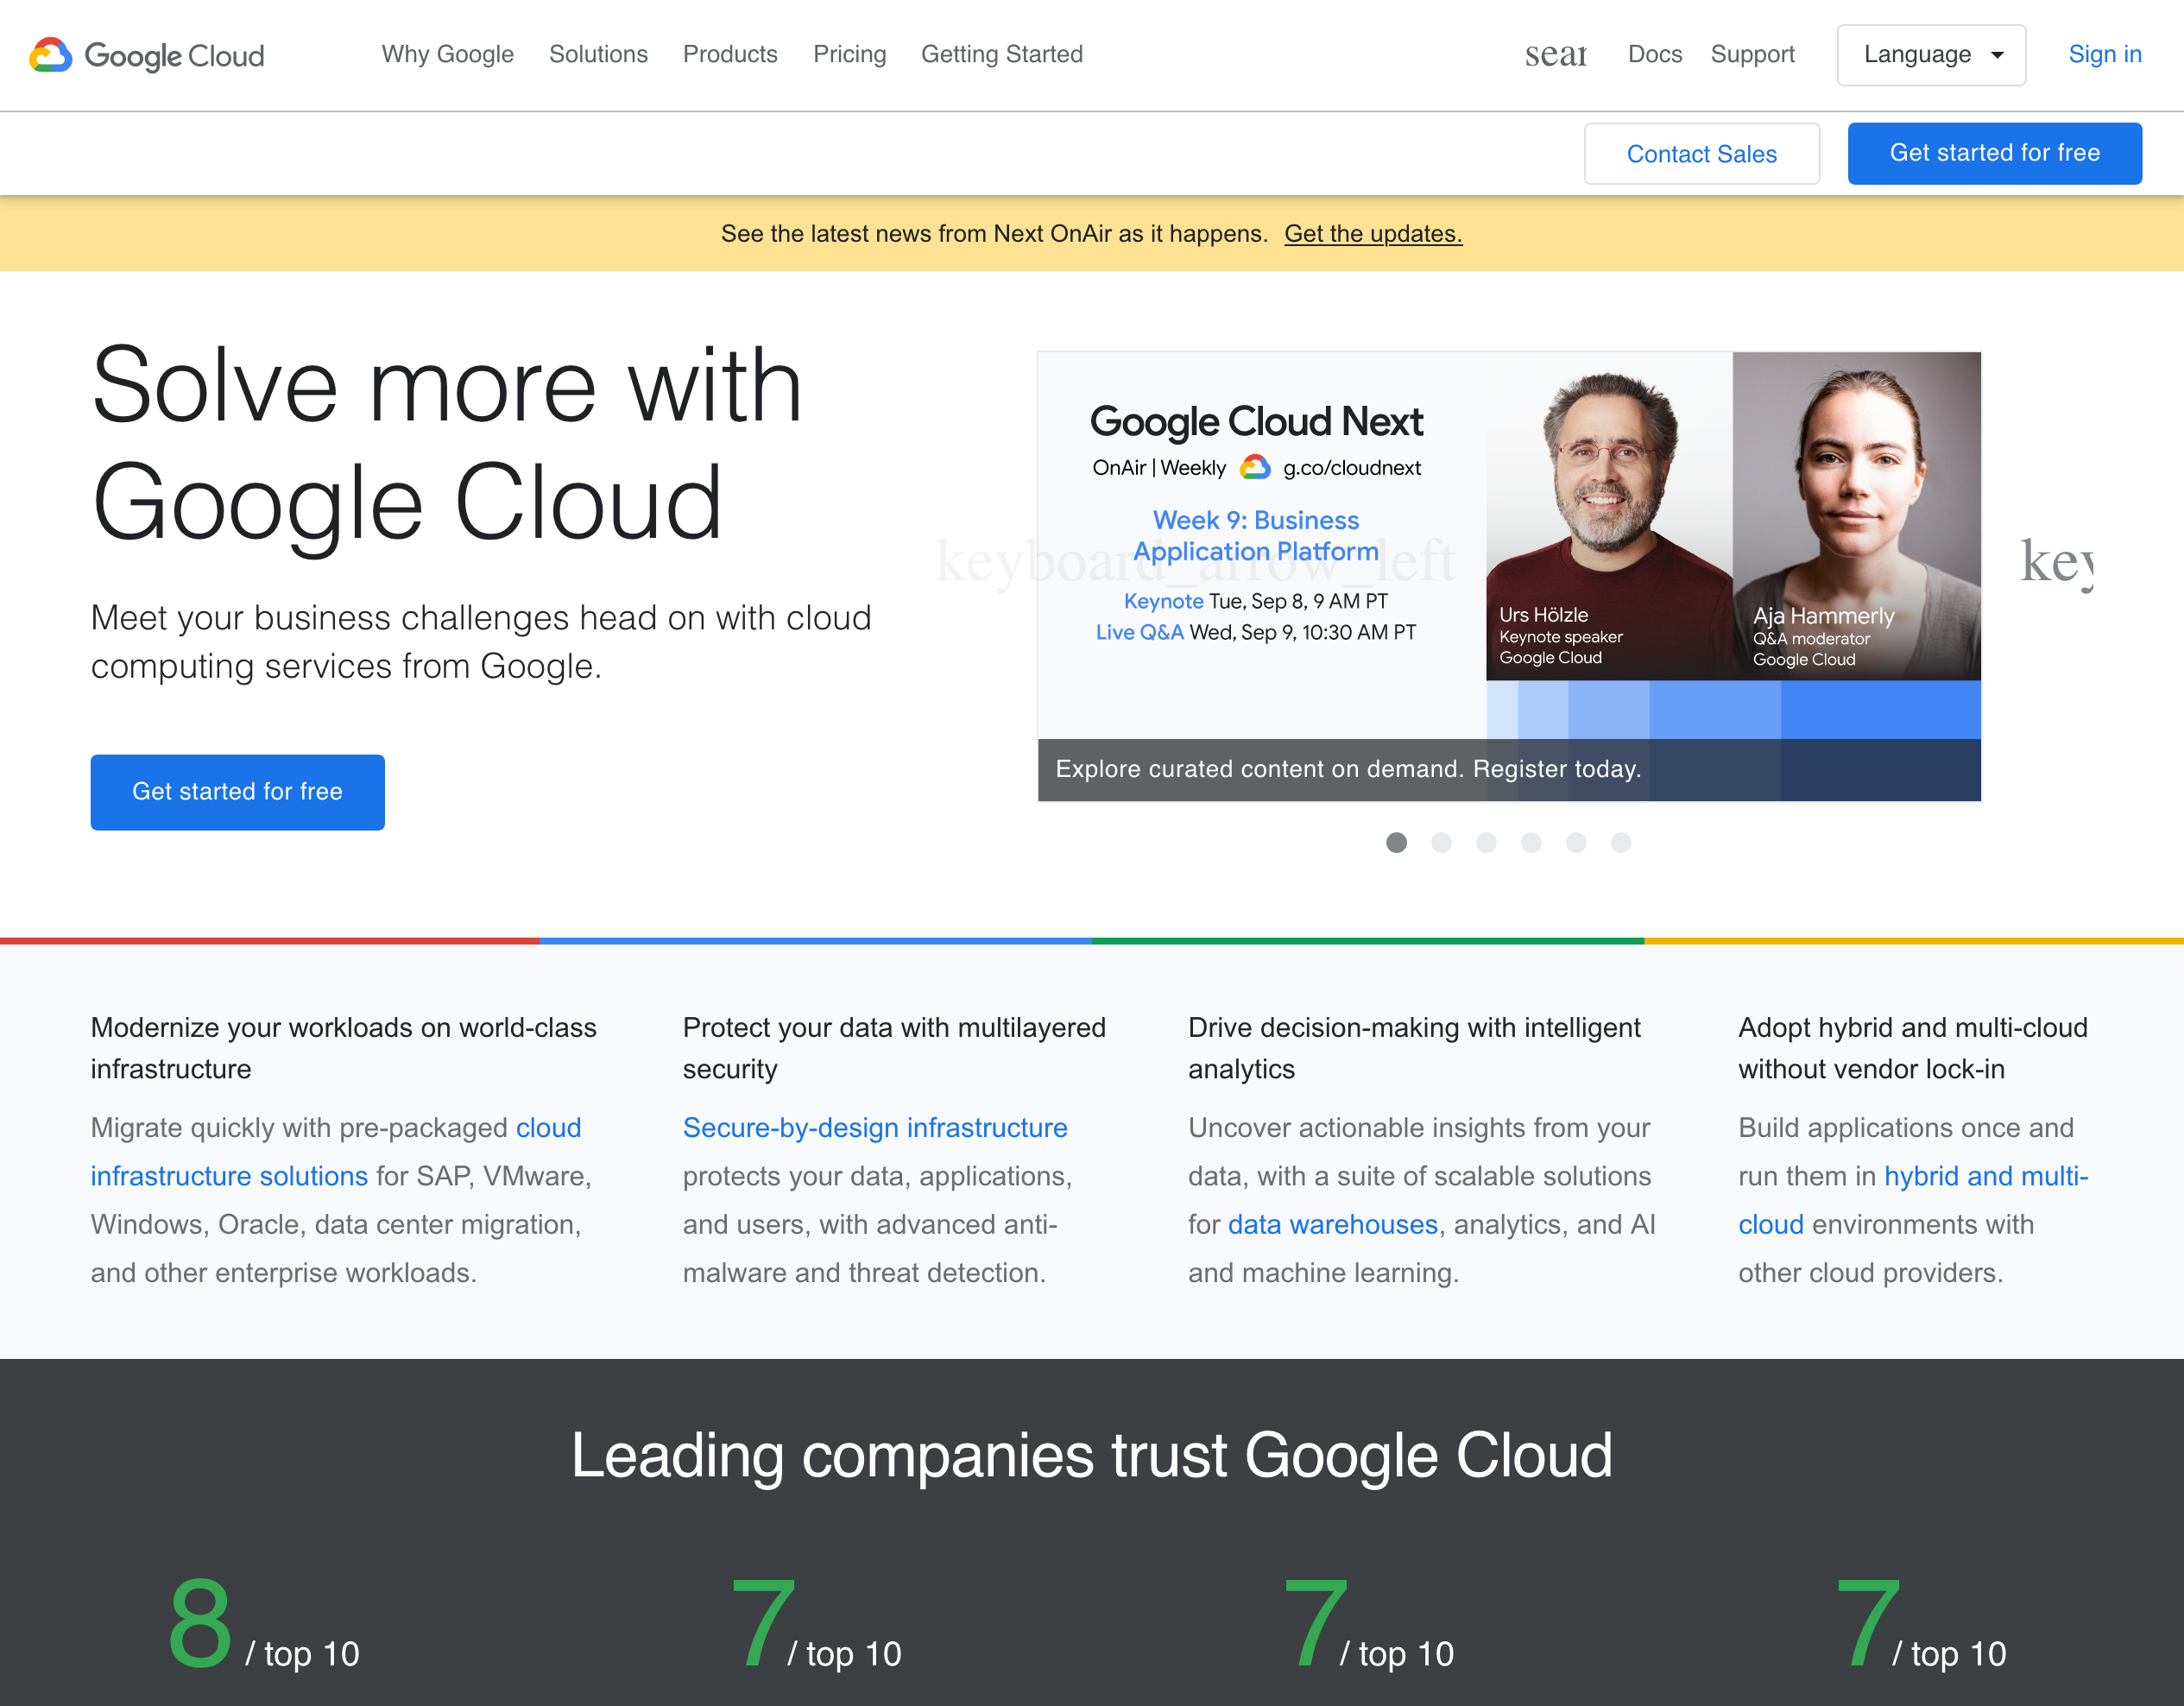 Google Cloud
Why Google
Solutions
Products
Pricing
Getting Started
Docs
Support
Language
Sign in
Contact Sales
Get started for free
See the latest news from Next OnAir as it happens. Get the updates.
Solve more with
Google Cloud
Meet your business challenges head on with cloud
computing services from Google.
Get started for free
keyboard_arrow_left
Google Cloud Next
OnAir | Weekly g.co/cloudnext
Week 9: Business
Application Platform
Keynote Tue, Sep 8, 9 AM PT
Live Q&A Wed, Sep 9, 10:30 AM PT
Urs Hölzle
Keynote speaker
Google Cloud
Aja Hammerly
Q&A moderator
Google Cloud
Explore curated content on demand. Register today.
Modernize your workloads on world-class
infrastructure
Migrate quickly with pre-packaged cloud
infrastructure solutions for SAP, VMware,
Windows, Oracle, data center migration,
and other enterprise workloads.
Protect your data with multilayered
security
Secure-by-design infrastructure
protects your data, applications,
and users, with advanced anti-
malware and threat detection.
Drive decision-making with intelligent
analytics
Uncover actionable insights from your
data, with a suite of scalable solutions
for data warehouses, analytics, and AI
and machine learning.
Adopt hybrid and multi-cloud
without vendor lock-in
Build applications once and
run them in hybrid and multi-
cloud environments with
other cloud providers.
Leading companies trust Google Cloud
8 / top 10
7 / top 10
7 / top 10
7 / top 10